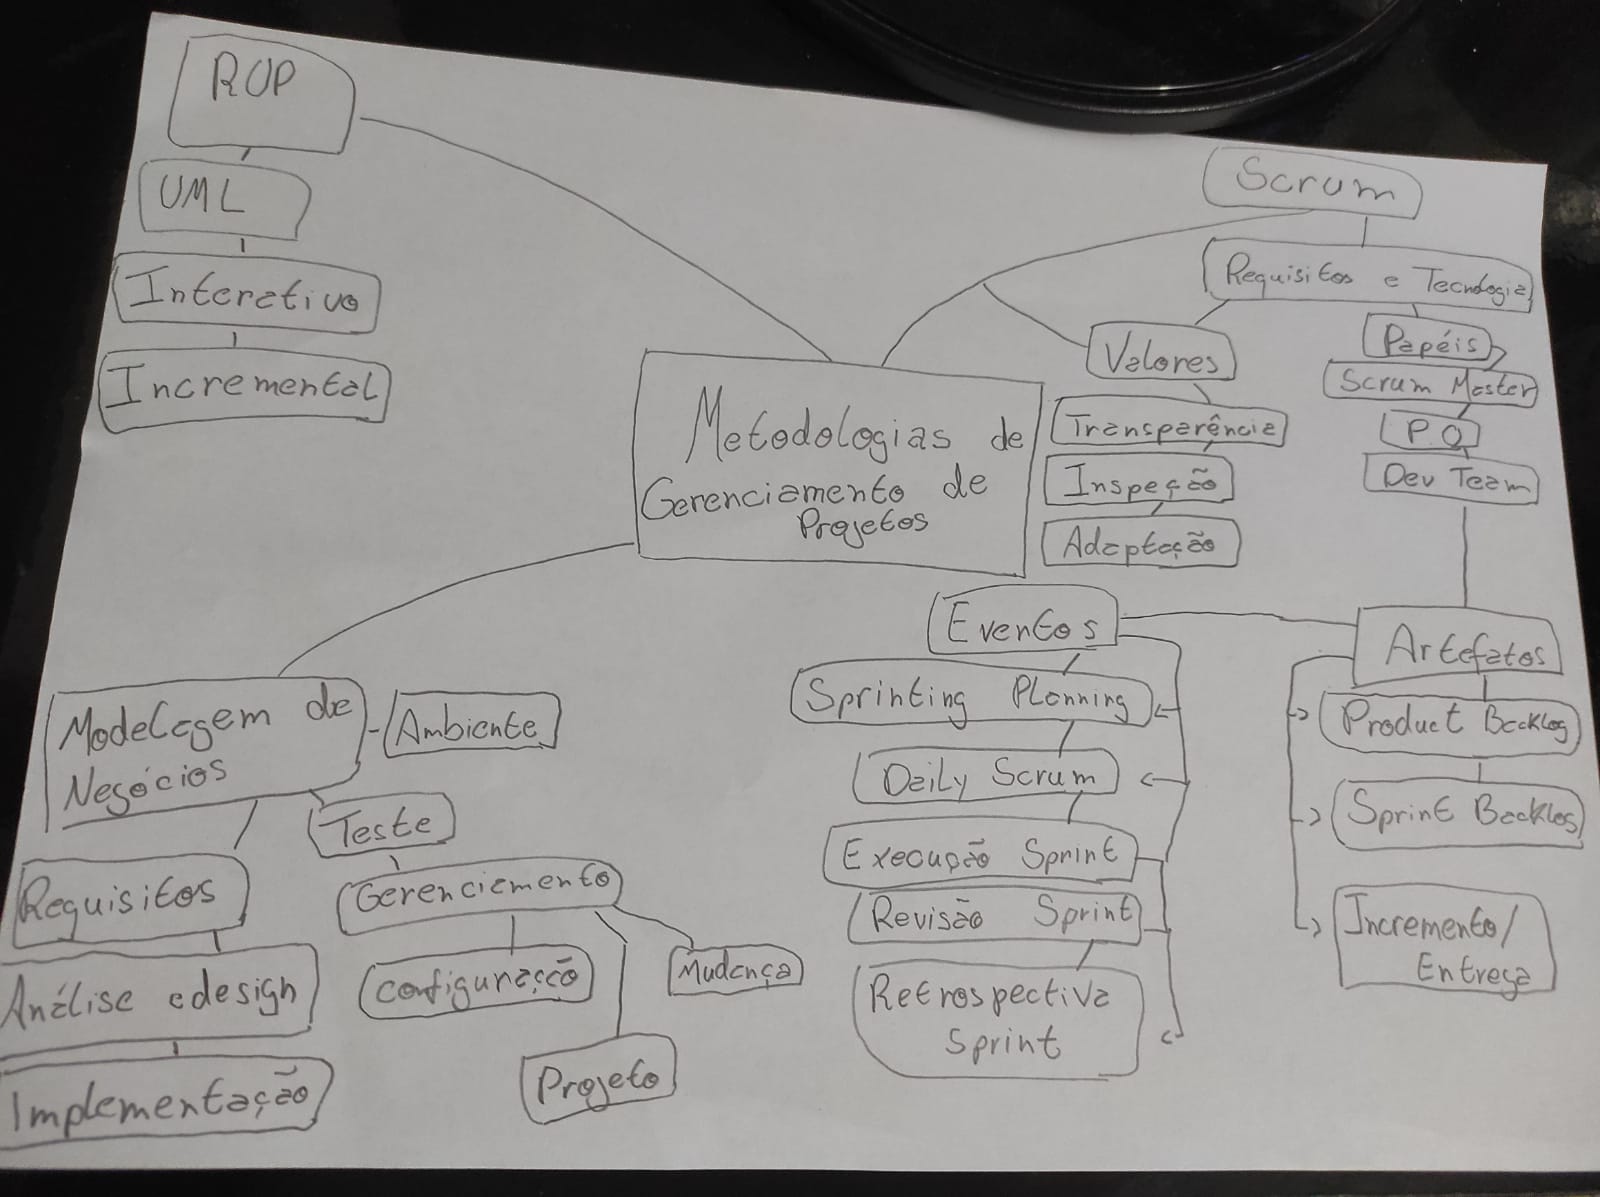 RUP
UML
Interativo
Incremental
Scrum
Requisitos e Tecnologia
Valores
Transparência
Inspeção
Adaptação
Papéis
Scrum Master
P.O
Dev Team
Metodologias de
Gerenciamento de
Projetos
Eventos
Sprinting Planning
Daily Scrum
Execução Sprint
Revisão Sprint
Retrospectiva
Sprint
Artefatos
Product Backlog
Sprint Backlog
Incremento/
Entrega
Modelagem de
Negócios
Ambiente
Teste
Gerenciamento
Configuração
Mudança
Projeto
Requisitos
Análise e design
Implementação